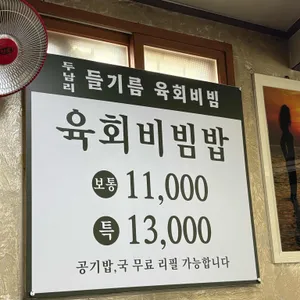 두남리 들기름 육회비빔
육회비빔밥
보통 11,000
특 13,000
공기밥,국 무료 리필 가능합니다